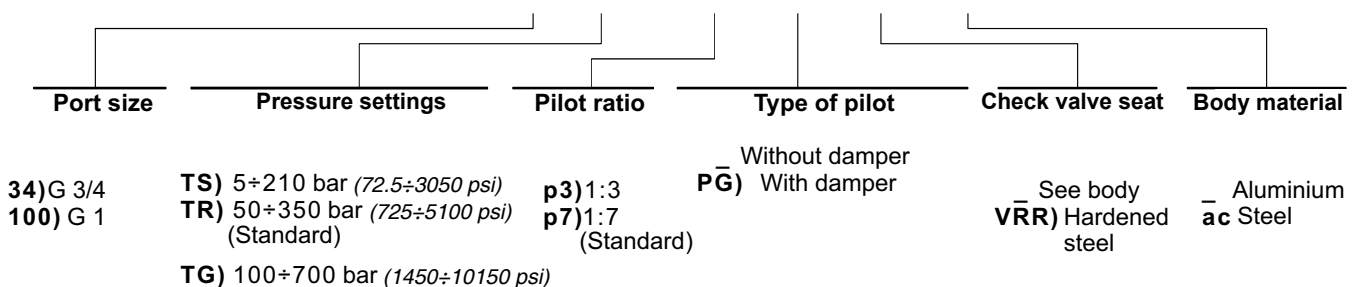 Port size
Pressure settings
Pilot ratio
Type of pilot
Check valve seat
Body material
34)G 3/4
100) G 1
TS) 5÷210 bar (72.5÷3050 psi)
TR) 50÷350 bar (725÷5100 psi)
(Standard)
TG) 100÷700 bar (1450÷10150 psi)
p3)1:3
p7)1:7
(Standard)
_ Without damper
PG) With damper
_ See body
VRR) Hardened
steel
_ Aluminium
ac Steel